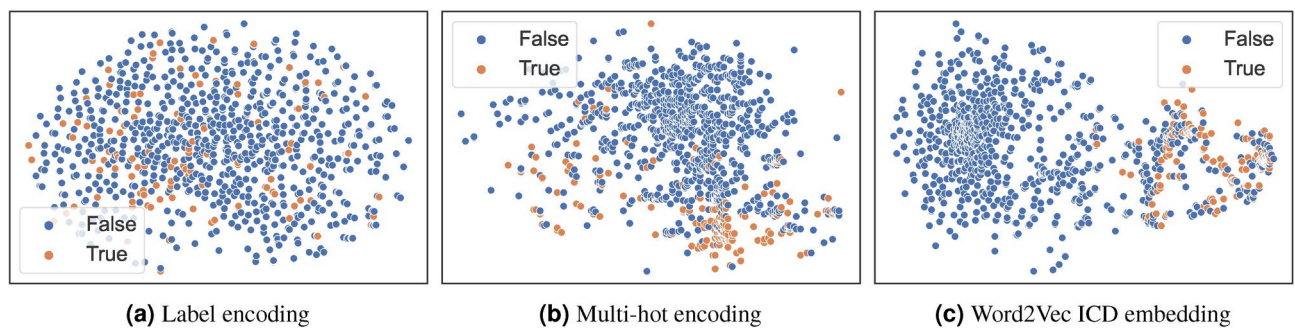 False
True
(a) Label encoding
False
True
(b) Multi-hot encoding
False
True
(c) Word2Vec ICD embedding